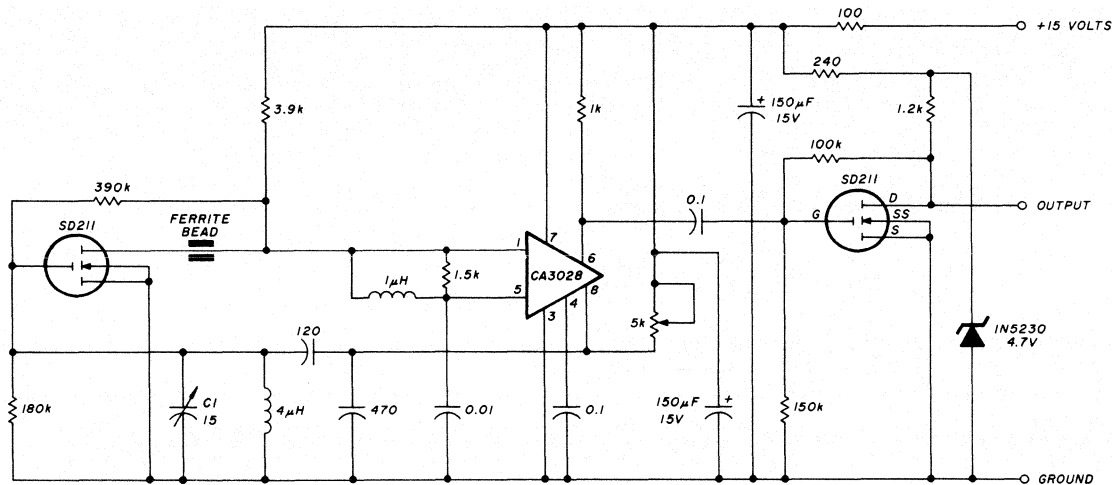 100
+15 VOLTS
240
3.9k
1k
+
150µF
15V
1.2k
100k
390k
SD211
SD211
FERRITE
BEAD
0.1
D
G
SS
S
OUTPUT
1
7
1.5k
CA3028
6
1µH
5
8
4
3
5k
120
1N5230
4.7V
180k
C1
15
4µH
470
0.01
0.1
150µF
15V
+
150k
GROUND